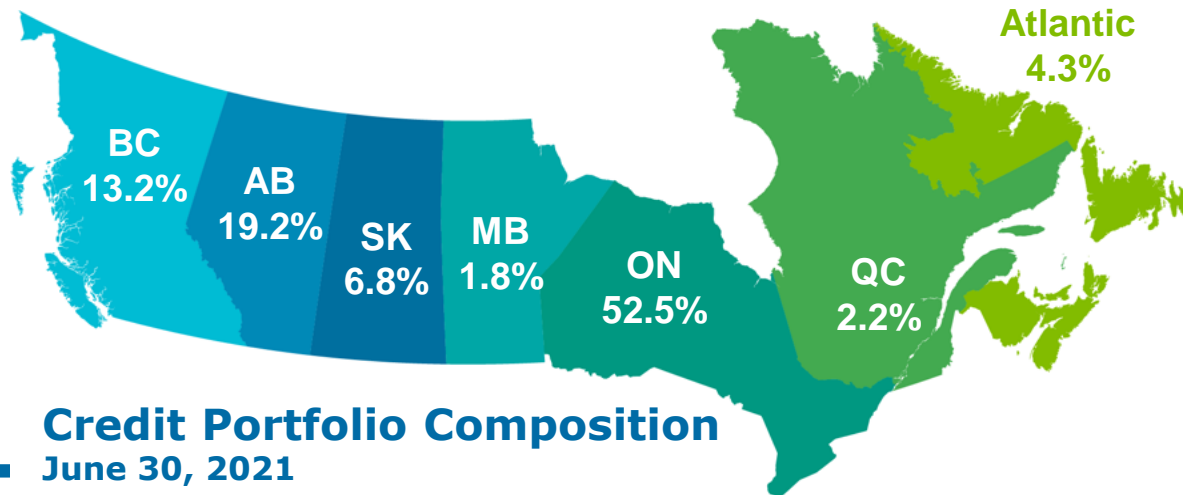 Atlantic
4.3%
BC
13.2%
AB
19.2%
SK
6.8%
MB
1.8%
ON
52.5%
QC
2.2%
Credit Portfolio Composition
June 30, 2021